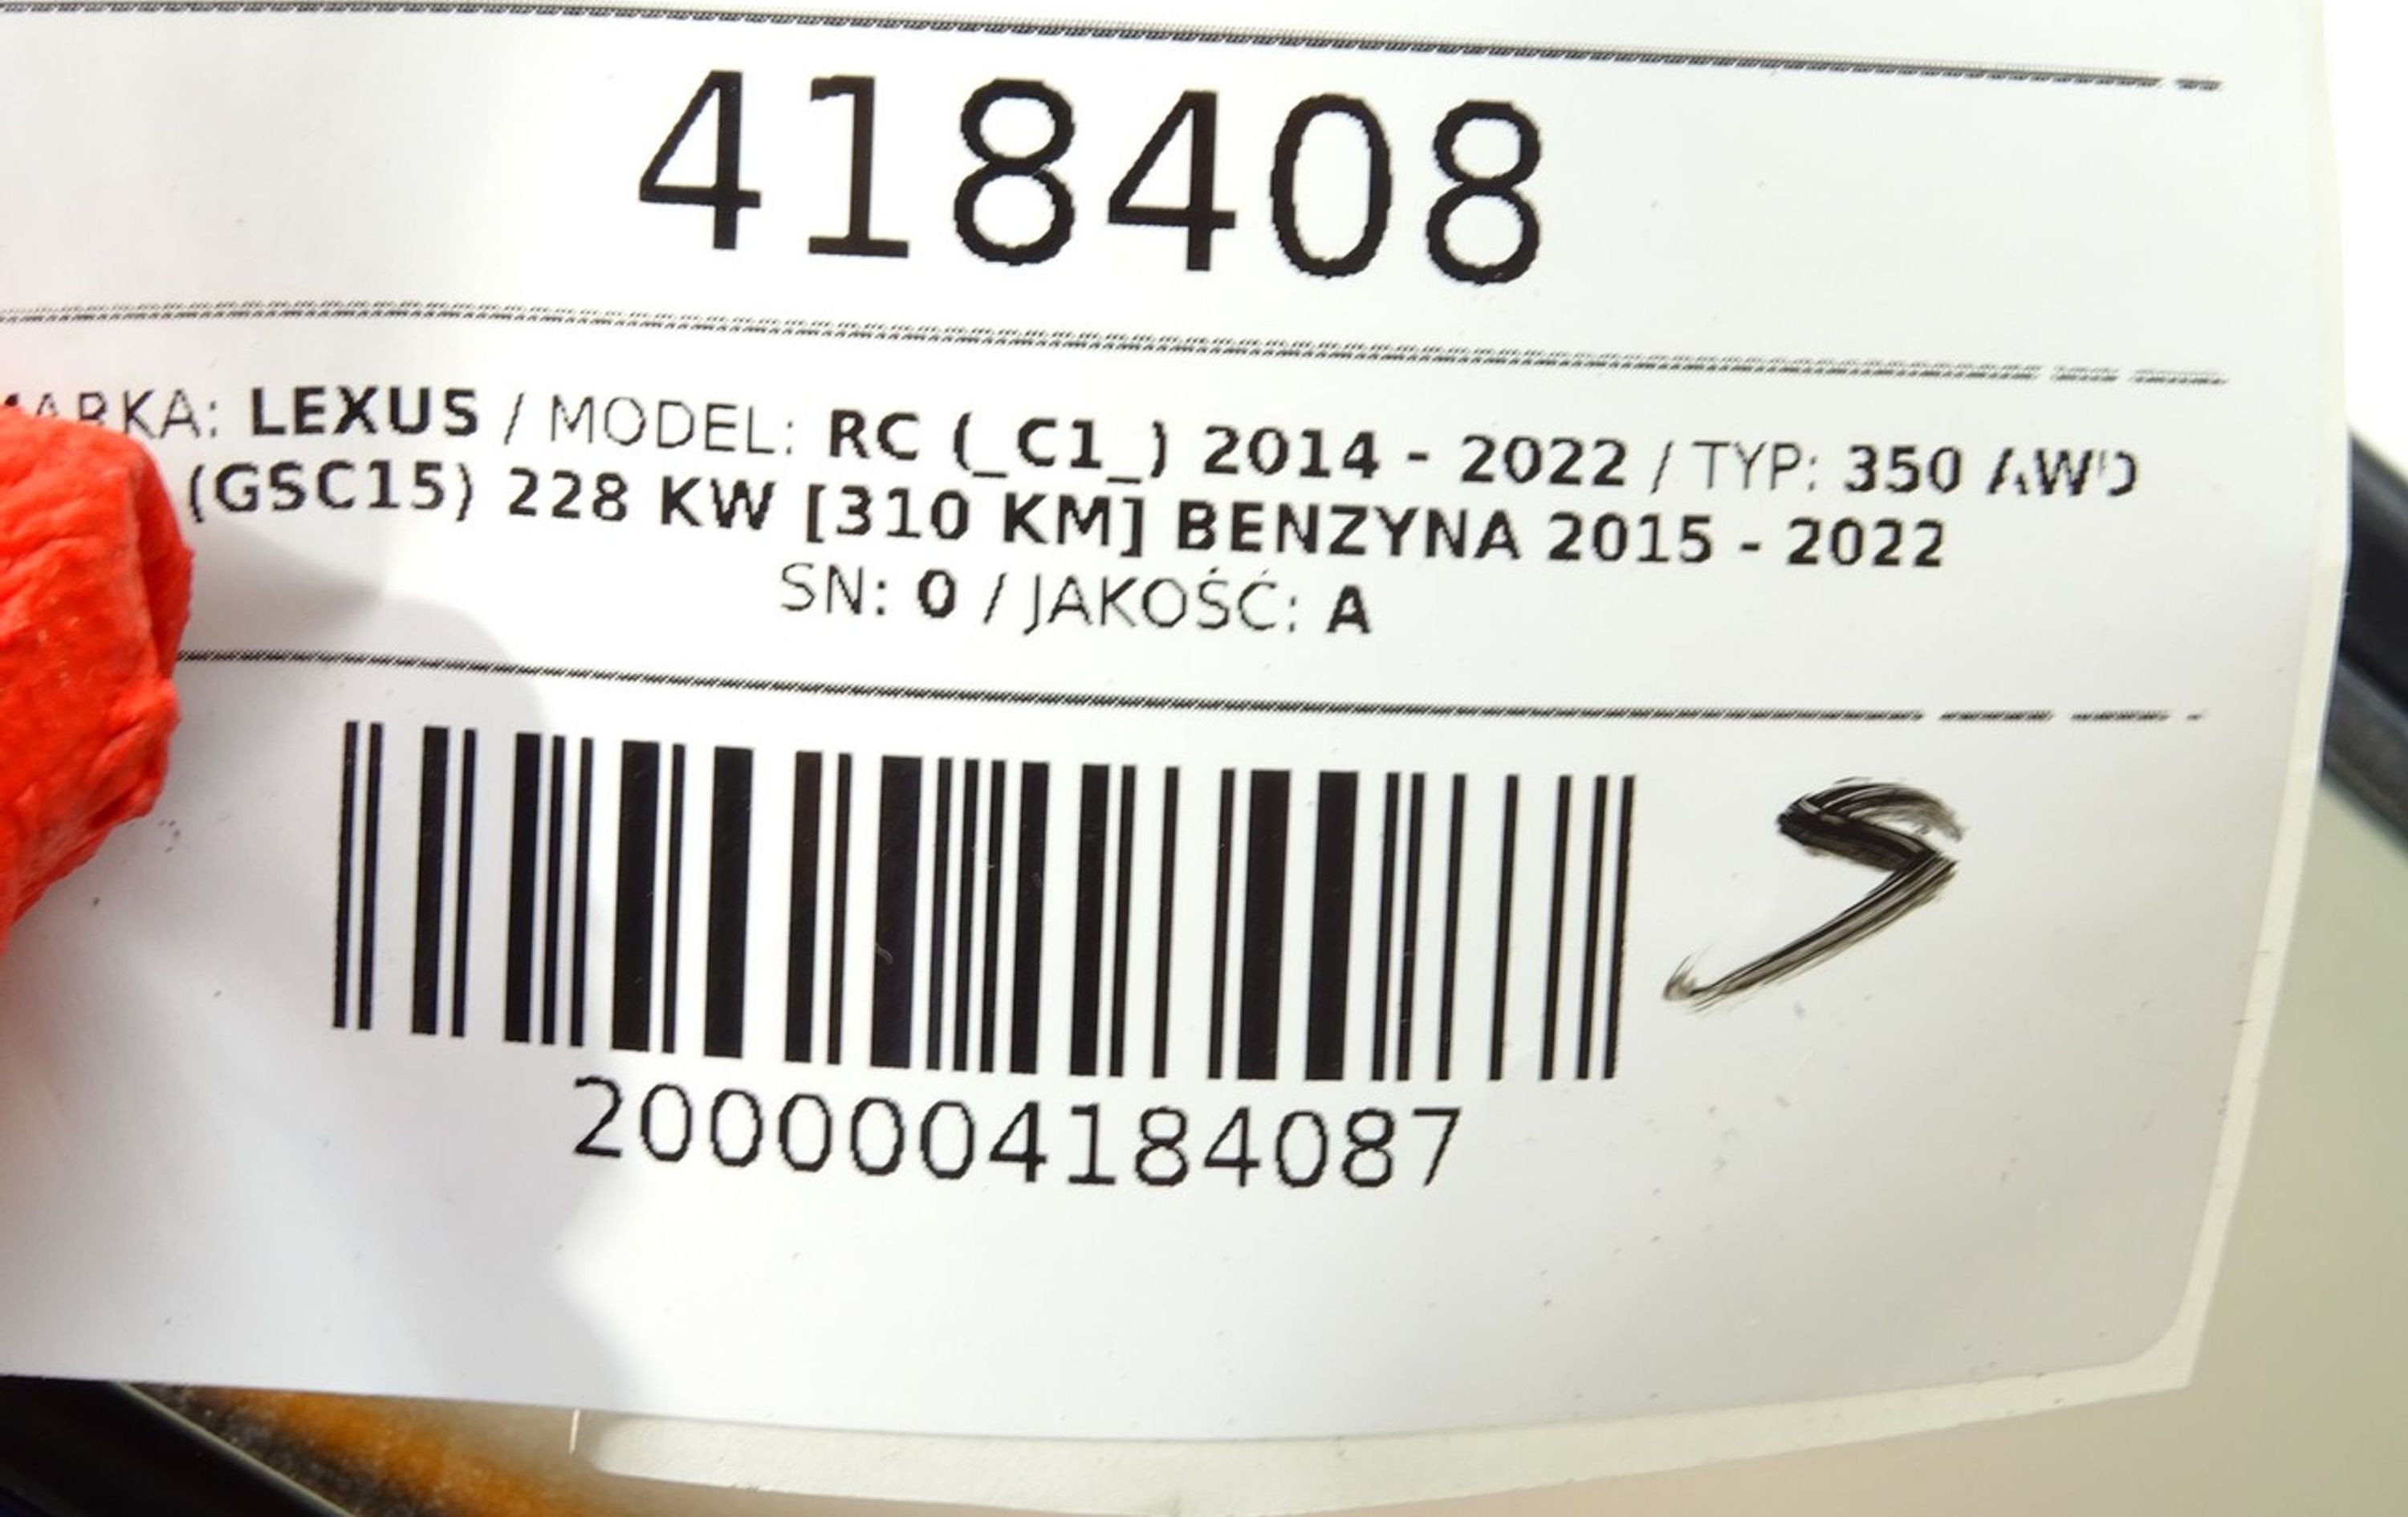 418408
MARKA: LEXUS / MODEL: RC (_C1_) 2014 - 2022 / TYP: 350 AWD
(GSC15) 228 KW [310 KM] BENZYNA 2015 - 2022
SN: 0 / JAKOŚĆ: A
2000004184087